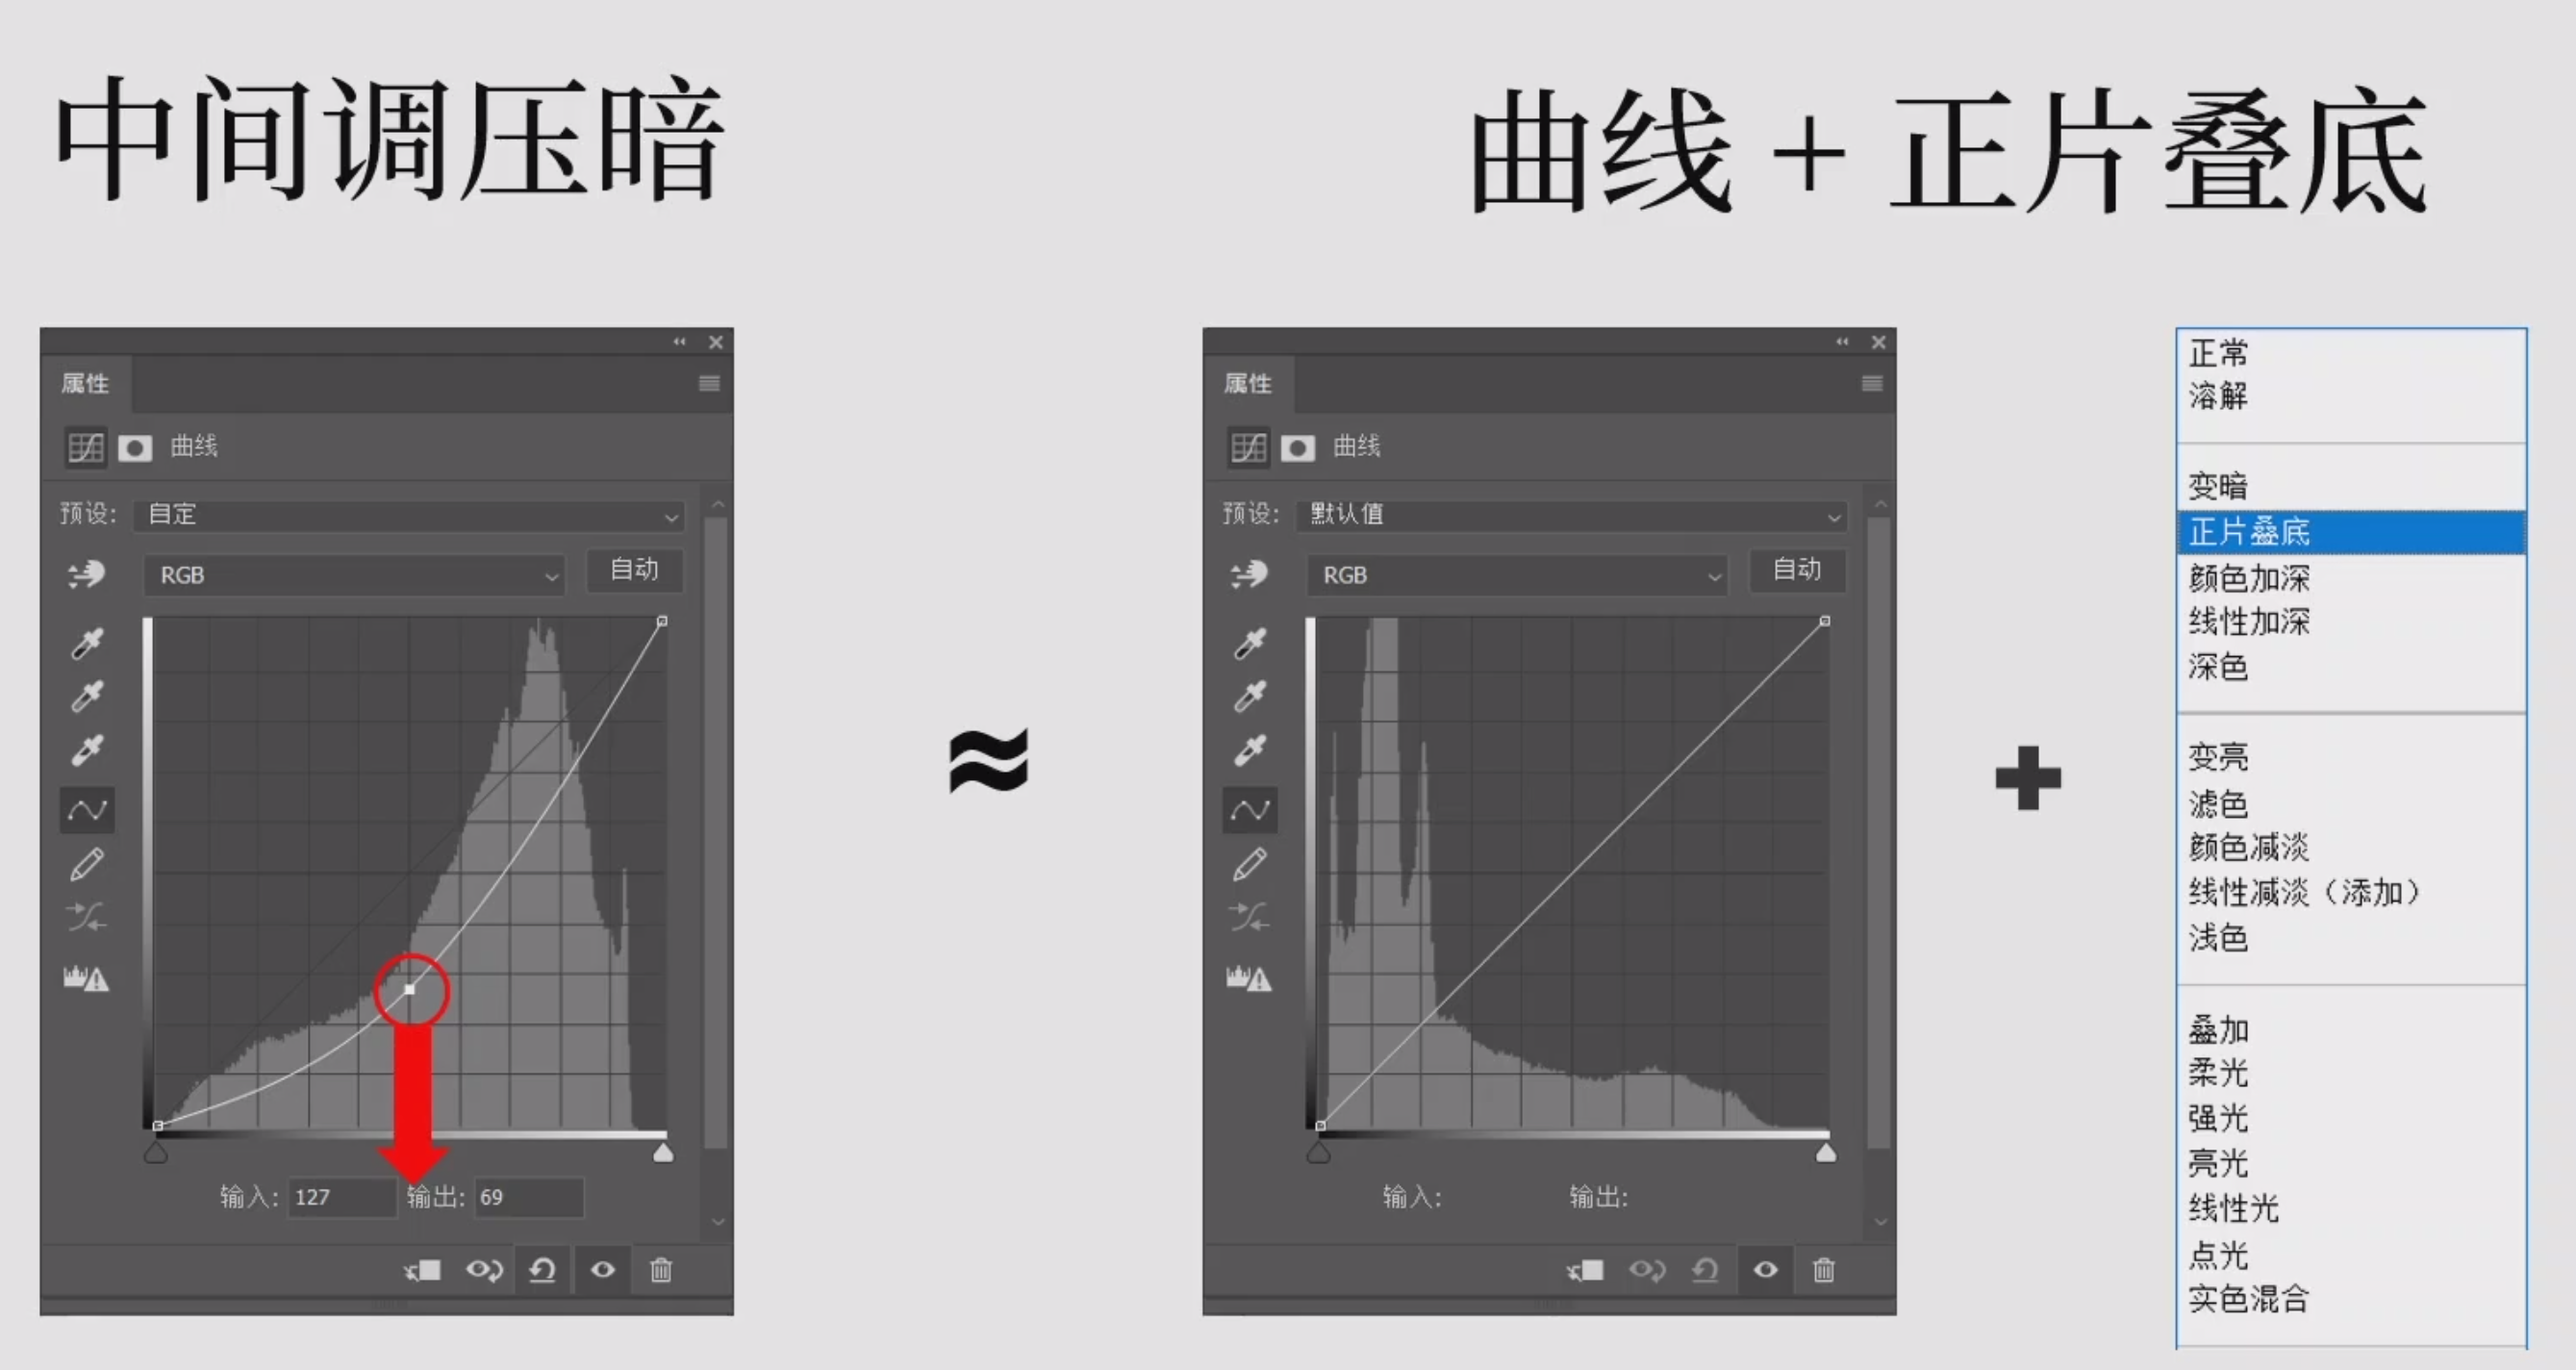 中间调压暗
曲线 + 正片叠底
属性
曲线
预设: 自定
RGB 自动
输入: 127 输出: 69
≈
属性
曲线
预设: 默认值
RGB 自动
输入: 输出:
+
正常
溶解
变暗
正片叠底
颜色加深
线性加深
深色
变亮
滤色
颜色减淡
线性减淡（添加）
浅色
叠加
柔光
强光
亮光
线性光
点光
实色混合